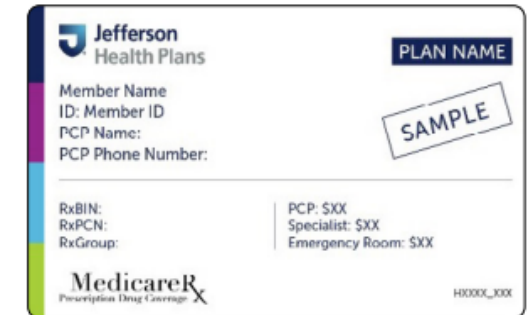 Jefferson
Health Plans
PLAN NAME
Member Name
ID: Member ID
PCP Name:
PCP Phone Number:
SAMPLE
RxBIN:
RxPCN:
RxGroup:
PCP: $XX
Specialist: $XX
Emergency Room: $XX
MedicareRx
Prescription Drug Coverage
HXXXX_XXX